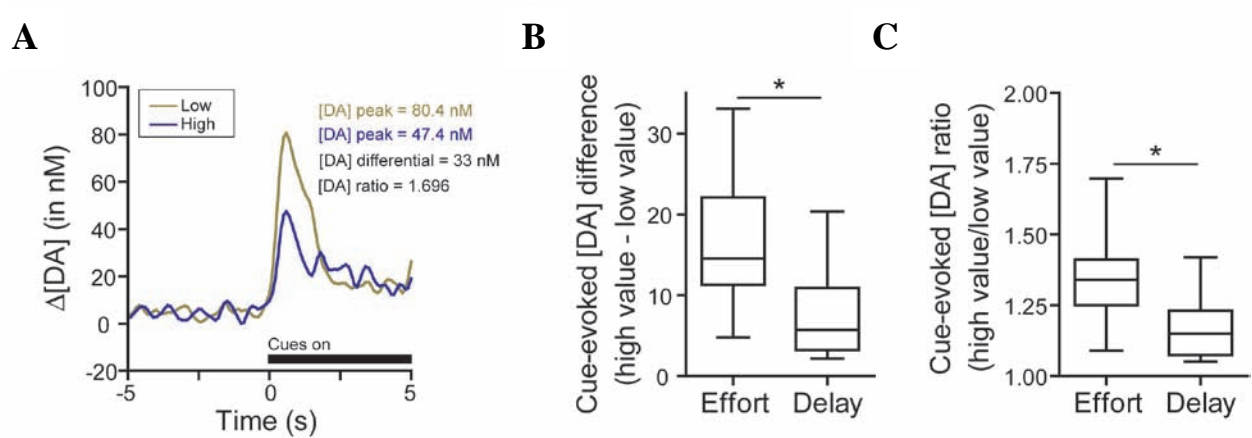 A
B
C
Δ[DA] (in nM)
100
80
60
40
20
0
-20
Low
High
[DA] peak = 80.4 nM
[DA] peak = 47.4 nM
[DA] differential = 33 nM
[DA] ratio = 1.696
Cues on
-5
0
5
Time (s)
Cue-evoked [DA] difference
(high value - low value)
30
20
10
0
*
Effort
Delay
Cue-evoked [DA] ratio
(high value/low value)
2.00
1.75
1.50
1.25
1.00
*
Effort
Delay